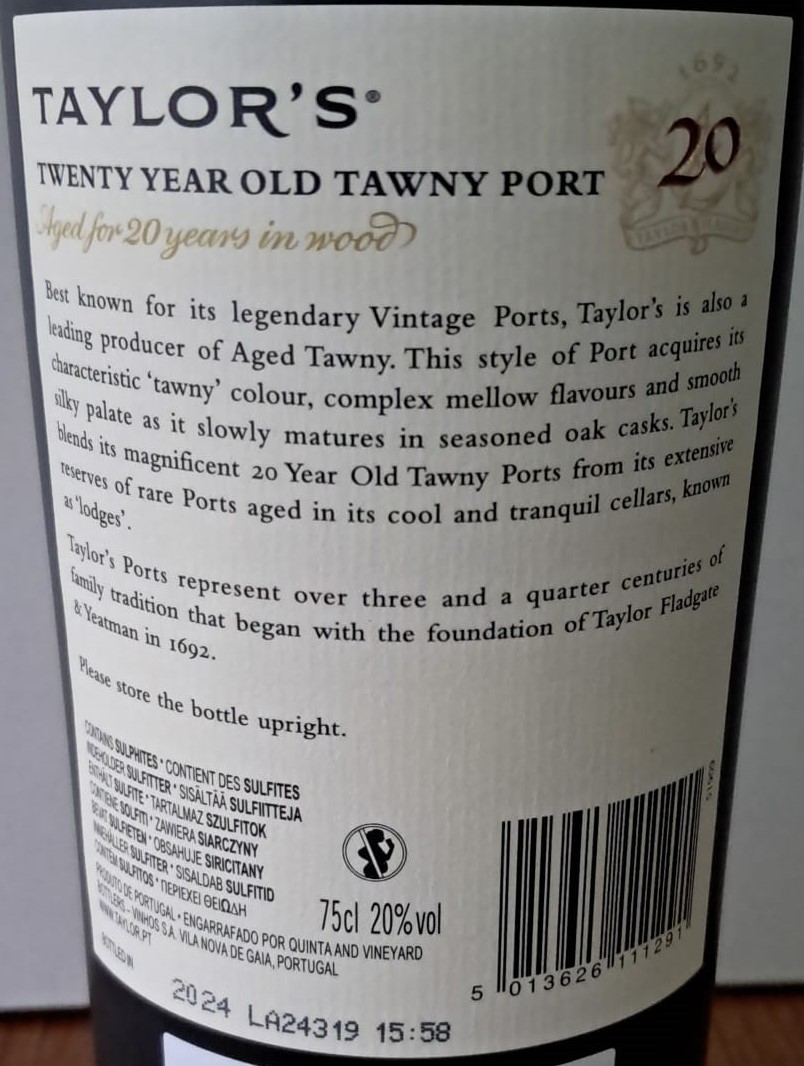 TAYLOR'S®
1692
20
TWENTY YEAR OLD TAWNY PORT
Aged for 20 years in wood
Best known for its legendary Vintage Ports, Taylor's is also a
leading producer of Aged Tawny. This style of Port acquires its
characteristic 'tawny' colour, complex mellow flavours and smooth
silky palate as it slowly matures in seasoned oak casks. Taylor's
blends its magnificent 20 Year Old Tawny Ports from its extensive
reserves of rare Ports aged in its cool and tranquil cellars, known
as 'lodges'.
Taylor's Ports represent over three and a quarter centuries of
family tradition that began with the foundation of Taylor Fladgate
& Yeatman in 1692.
Please store the bottle upright.
CONTAINS SULPHITES · CONTIENT DES SULFITES
INDEHOLDER SULFITTER · SISÄLTÄÄ SULFIITTEJA
ENTHÄLT SULFITE · TARTALMAZ SZULFITOK
CONTIENE SOLFITI · ZAWIERA SIARCZYNY
BEVAT SULFIETEN · OBSAHUJE SIRICITANY
INNEHÅLLER SULFITER · SISALDAB SULFITID
CONTÉM SULFITOS · ΠΕΡΙΕΧΕΙ ΘΕΙΩΔΗ
PRODUTO DE PORTUGAL · ENGARRAFADO POR QUINTA AND VINEYARD
BOTTLERS - VINHOS S.A. VILA NOVA DE GAIA, PORTUGAL
WWW.TAYLOR.PT
BOTTLED IN
75cl 20%vol
5 013626 111291
2024 LA24319 15:58